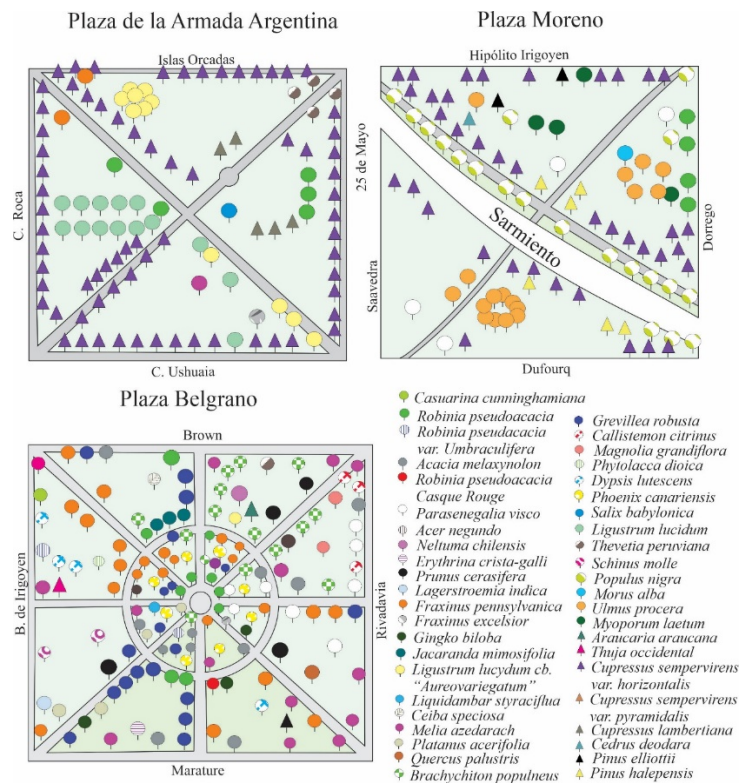 Plaza de la Armada Argentina
Plaza Moreno
Islas Orcadas
Hipólito Irigoyen
C. Roca
25 de Mayo
Saavedra
Sarmiento
Dorrego
C. Ushuaia
Dufourq
Plaza Belgrano
Brown
B. de Irigoyen
Rivadavia
Marature
Casuarina cunninghamiana
Robinia pseudoacacia
Robinia pseudacacia
var. Umbraculifera
Acacia melaxynolon
Robinia pseudoacacia
Casque Rouge
Parasenegalia visco
Acer negundo
Neltuma chilensis
Erythrina crista-galli
Prunus cerasifera
Lagerstroemia indica
Fraxinus pennsylvanica
Fraxinus excelsior
Gingko biloba
Jacaranda mimosifolia
Ligustrum lucydum cb.
“Aureovariegatum”
Liquidambar styraciflua
Ceiba speciosa
Melia azedarach
Platanus acerifolia
Quercus palustris
Brachychiton populneus
Grevillea robusta
Callistemon citrinus
Magnolia grandiflora
Phytolacca dioica
Dypsis lutescens
Phoenix canariensis
Salix babylonica
Ligustrum lucidum
Thevetia peruviana
Schinus molle
Populus nigra
Morus alba
Ulmus procera
Myoporum laetum
Araucaria araucana
Thuja occidental
Cupressus sempervirens
var. horizontalis
Cupressus sempervirens
var. pyramidalis
Cupressus lambertiana
Cedrus deodara
Pinus elliottii
Pinus halepensis